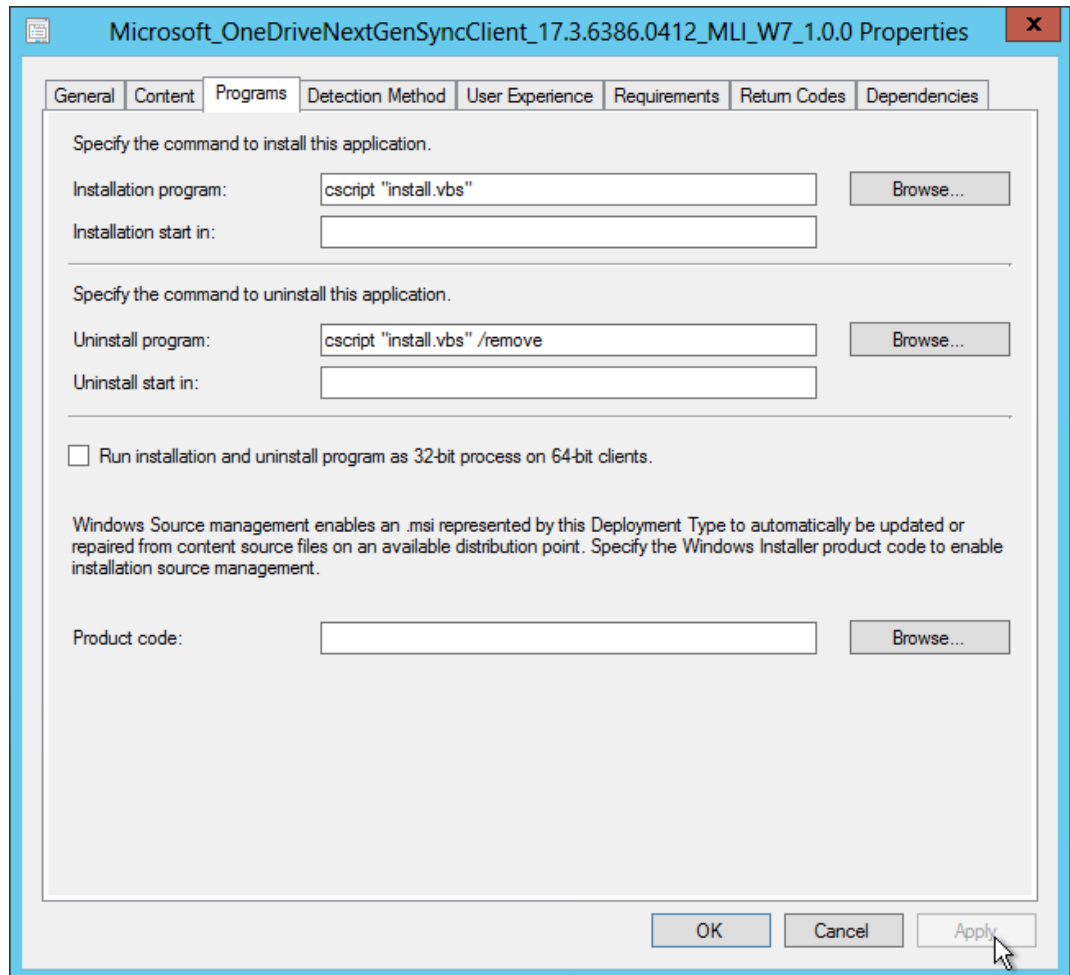 Microsoft_OneDriveNextGenSyncClient_17.3.6386.0412_MLI_W7_1.0.0 Properties
x
General Content Programs Detection Method User Experience Requirements Return Codes Dependencies
Specify the command to install this application.
Installation program: cscript "install.vbs" Browse...
Installation start in:
Specify the command to uninstall this application.
Uninstall program: cscript "install.vbs" /remove Browse...
Uninstall start in:
Run installation and uninstall program as 32-bit process on 64-bit clients.
Windows Source management enables an .msi represented by this Deployment Type to automatically be updated or
repaired from content source files on an available distribution point. Specify the Windows Installer product code to enable
installation source management.
Product code: Browse...
OK Cancel Apply